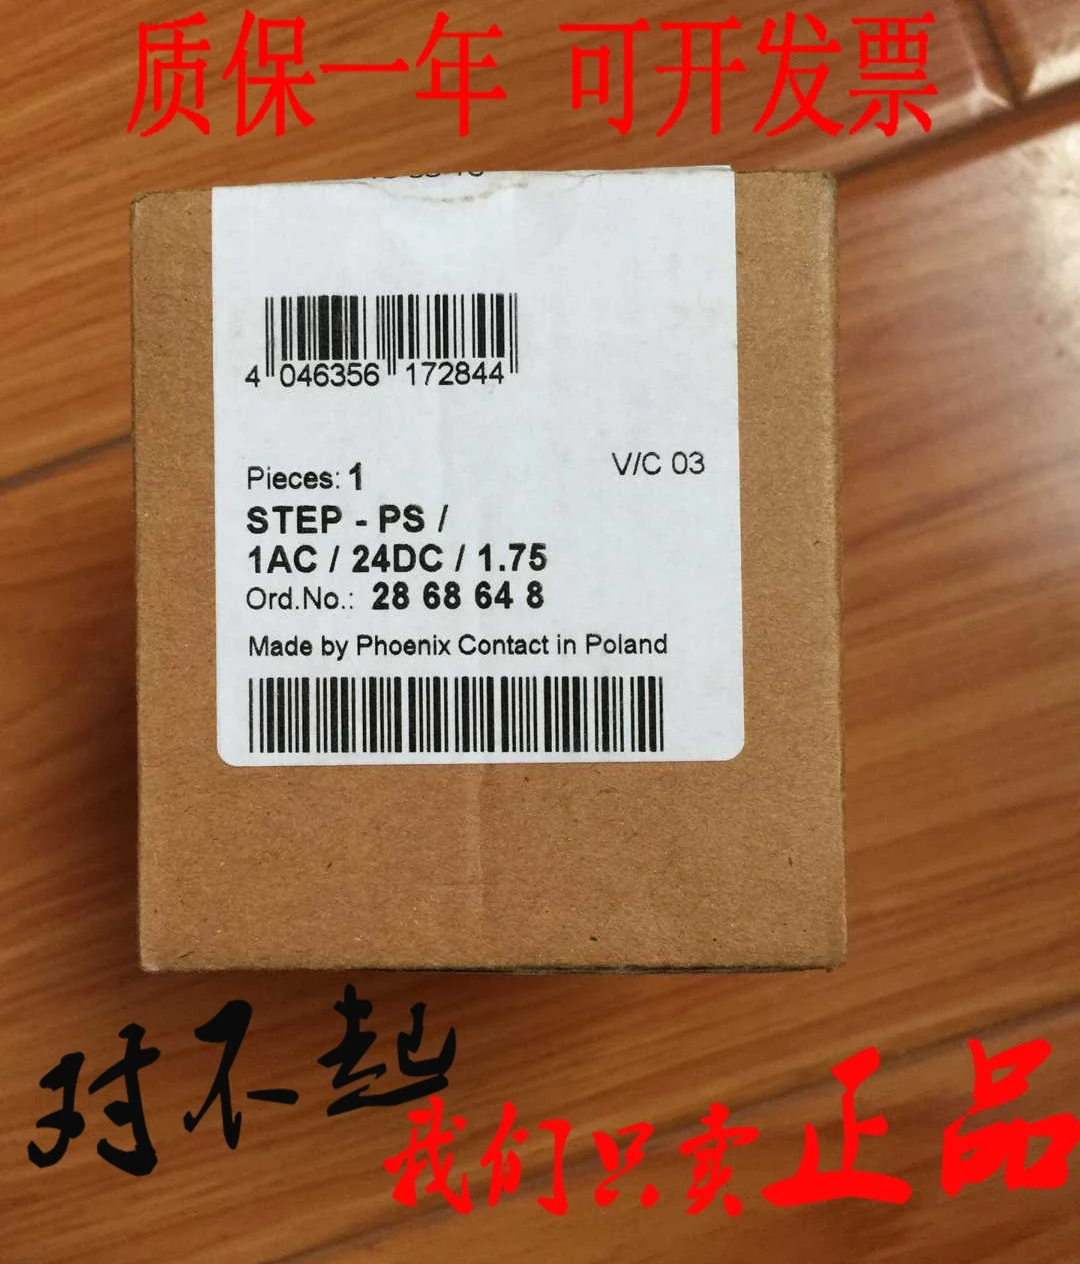 质保一年 可开发票
4 046356 172844
V/C 03
Pieces: 1
STEP - PS /
1AC / 24DC / 1.75
Ord.No.: 28 68 64 8
Made by Phoenix Contact in Poland
对不起
我们只卖正品